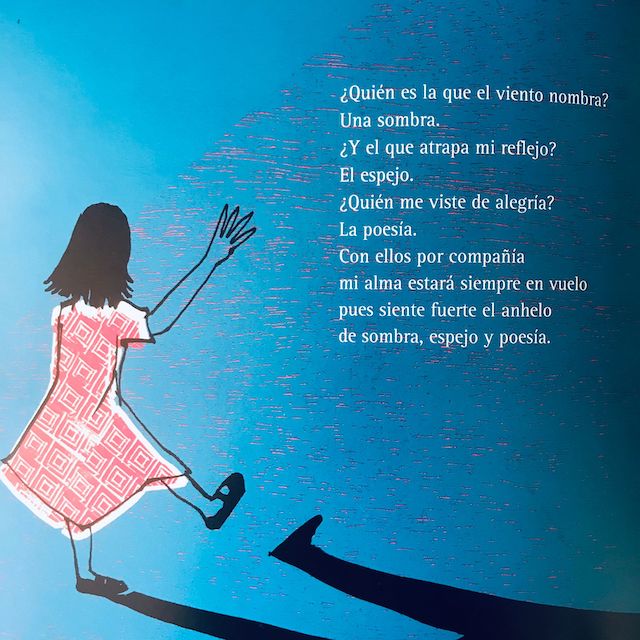 ¿Quién es la que el viento nombra?
Una sombra.
¿Y el que atrapa mi reflejo?
El espejo.
¿Quién me viste de alegría?
La poesía.
Con ellos por compañía
mi alma estará siempre en vuelo
pues siente fuerte el anhelo
de sombra, espejo y poesía.